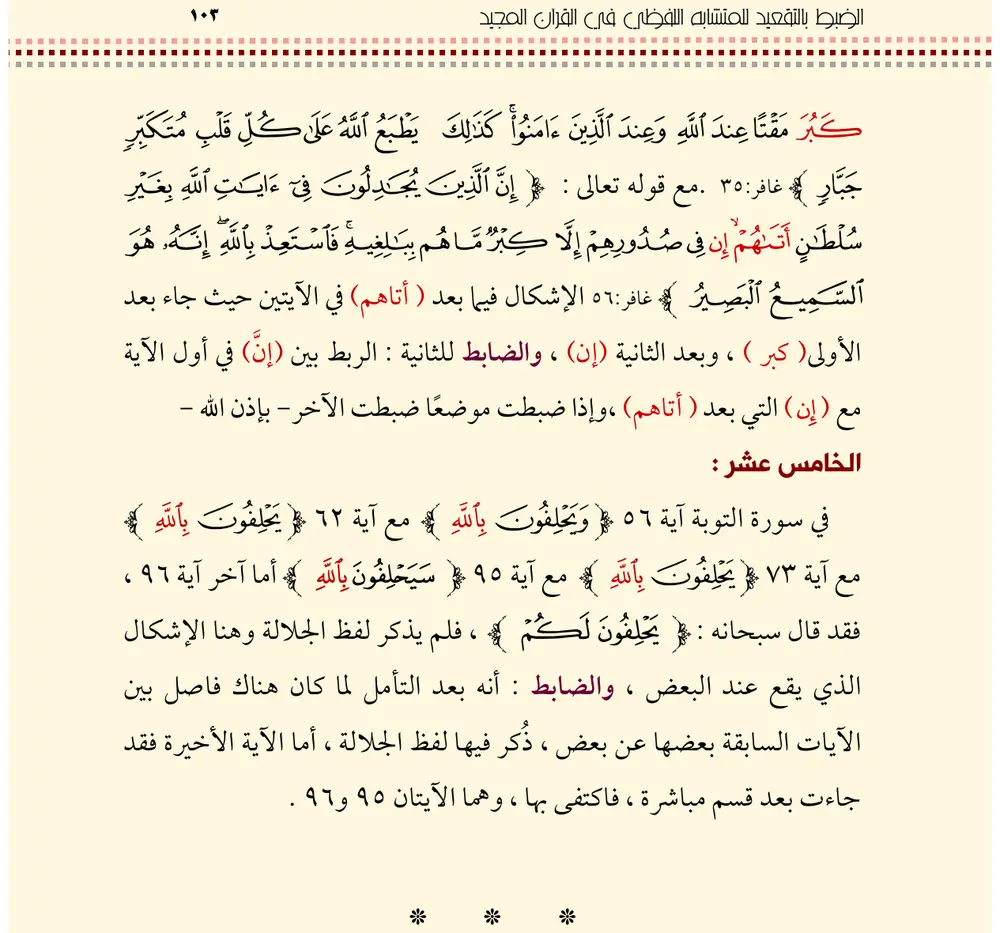 الضبط بالتقعيد للمتشابه اللفظي في القرآن المجيد ١٠٣
كَبُرَ مَقْتًا عِندَ ٱللَّهِ وَعِندَ ٱلَّذِينَ ءَامَنُوا۟ ۚ كَذَٰلِكَ يَطْبَعُ ٱللَّهُ عَلَىٰ كُلِّ قَلْبِ مُتَكَبِّرٍ
جَبَّارٍ ﴾ غافر:٣٥ .مع قوله تعالى : ﴿ إِنَّ ٱلَّذِينَ يُجَٰدِلُونَ فِىٓ ءَايَٰتِ ٱللَّهِ بِغَيْرِ
سُلْطَٰنٍ أَتَىٰهُمْ ۙ إِن فِى صُدُورِهِمْ إِلَّا كِبْرٌ مَّا هُم بِبَٰلِغِيهِ ۚ فَٱسْتَعِذْ بِٱللَّهِ ۖ إِنَّهُۥ هُوَ
ٱلسَّمِيعُ ٱلْبَصِيرُ ﴾ غافر:٥٦ الإشكال فيما بعد ( أتاهم) في الآيتين حيث جاء بعد
الأولى( كبر ) ، وبعد الثانية (إن) ، والضابط للثانية : الربط بين (إنَّ) في أول الآية
مع ( إِن) التي بعد ( أتاهم) ،وإذا ضبطت موضعًا ضبطت الآخر– بإذن الله –
الخامس عشر :
في سورة التوبة آية ٥٦ ﴿ وَيَحْلِفُونَ بِٱللَّهِ ﴾ مع آية ٦٢ ﴿ يَحْلِفُونَ بِٱللَّهِ ﴾
مع آية ٧٣ ﴿ يَحْلِفُونَ بِٱللَّهِ ﴾ مع آية ٩٥ ﴿ سَيَحْلِفُونَ بِٱللَّهِ ﴾ أما آخر آية ٩٦ ،
فقد قال سبحانه : ﴿ يَحْلِفُونَ لَكُمْ ﴾ ، فلم يذكر لفظ الجلالة وهنا الإشكال
الذي يقع عند البعض ، والضابط : أنه بعد التأمل لما كان هناك فاصل بين
الآيات السابقة بعضها عن بعض ، ذُكر فيها لفظ الجلالة ، أما الآية الأخيرة فقد
جاءت بعد قسم مباشرة ، فاكتفى بها ، وهما الآيتان ٩٥ و٩٦ .